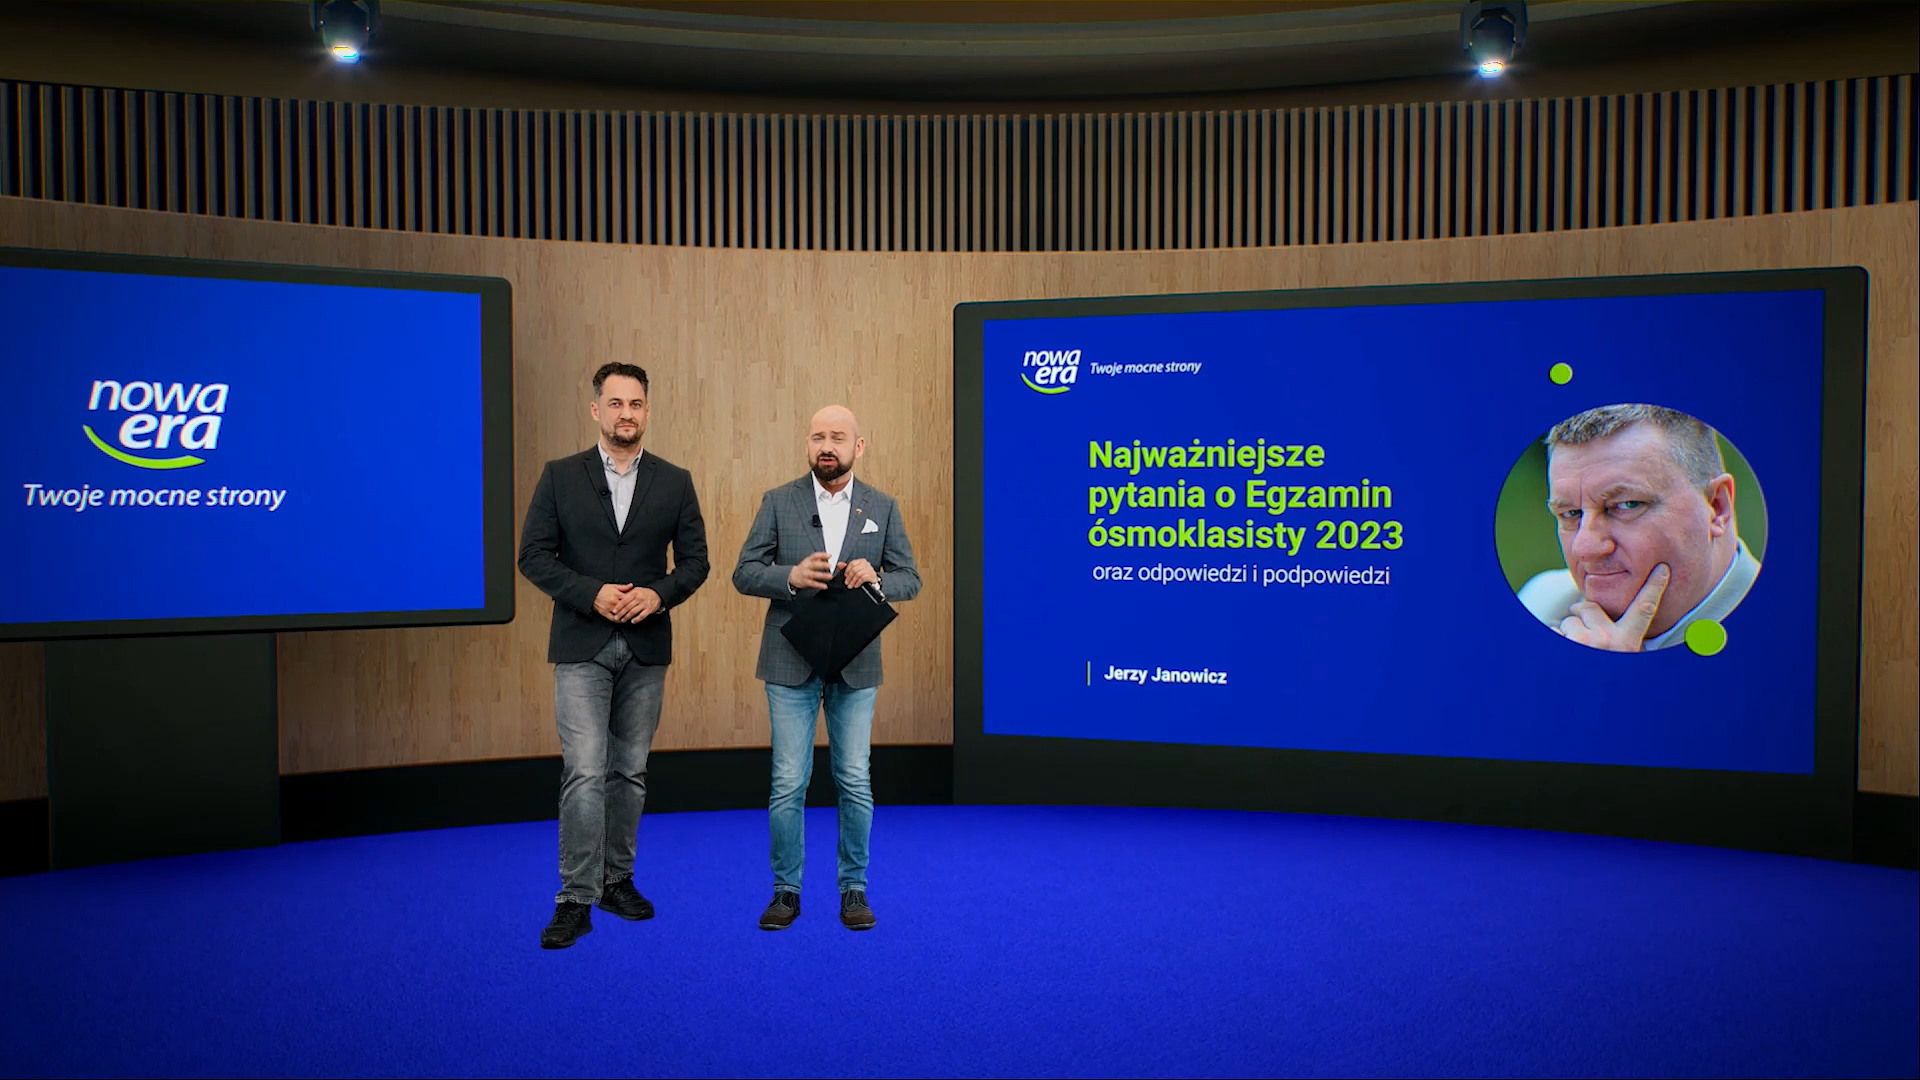 nowa
era
Twoje mocne strony
nowa
era
Twoje mocne strony
Najważniejsze
pytania o Egzamin
ósmoklasisty 2023
oraz odpowiedzi i podpowiedzi
Jerzy Janowicz